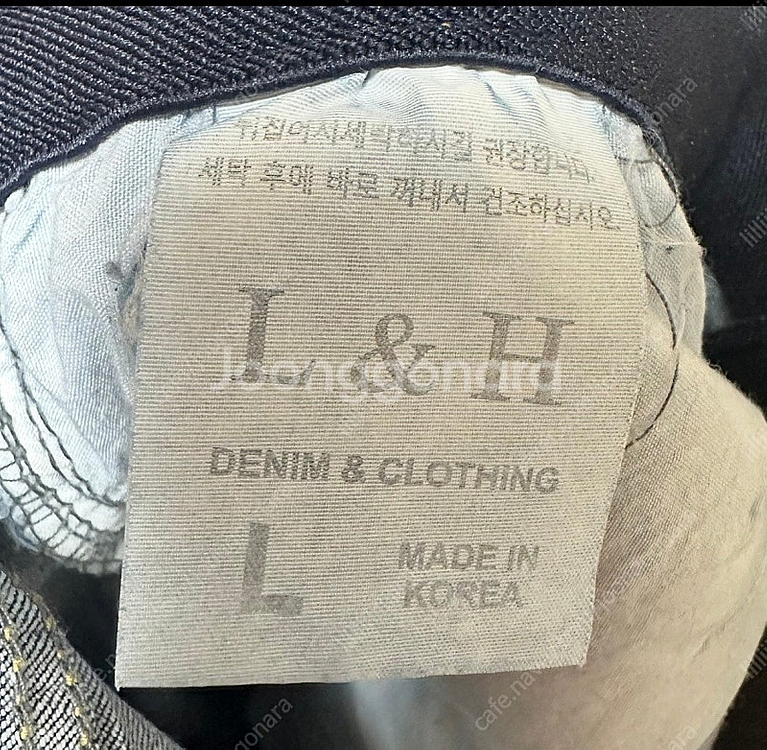 뒤집어서세탁하시길 권장합니다
세탁 후에 바로 꺼내서 건조하십시오
L & H
Joonggonara
DENIM & CLOTHING
L
MADE IN
KOREA